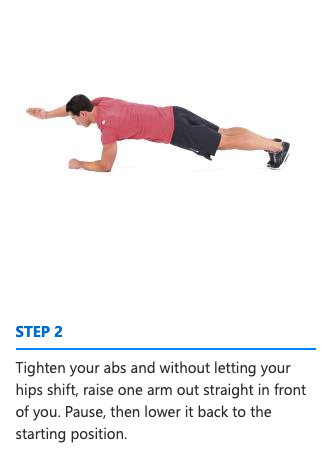 STEP 2
Tighten your abs and without letting your
hips shift, raise one arm out straight in front
of you. Pause, then lower it back to the
starting position.